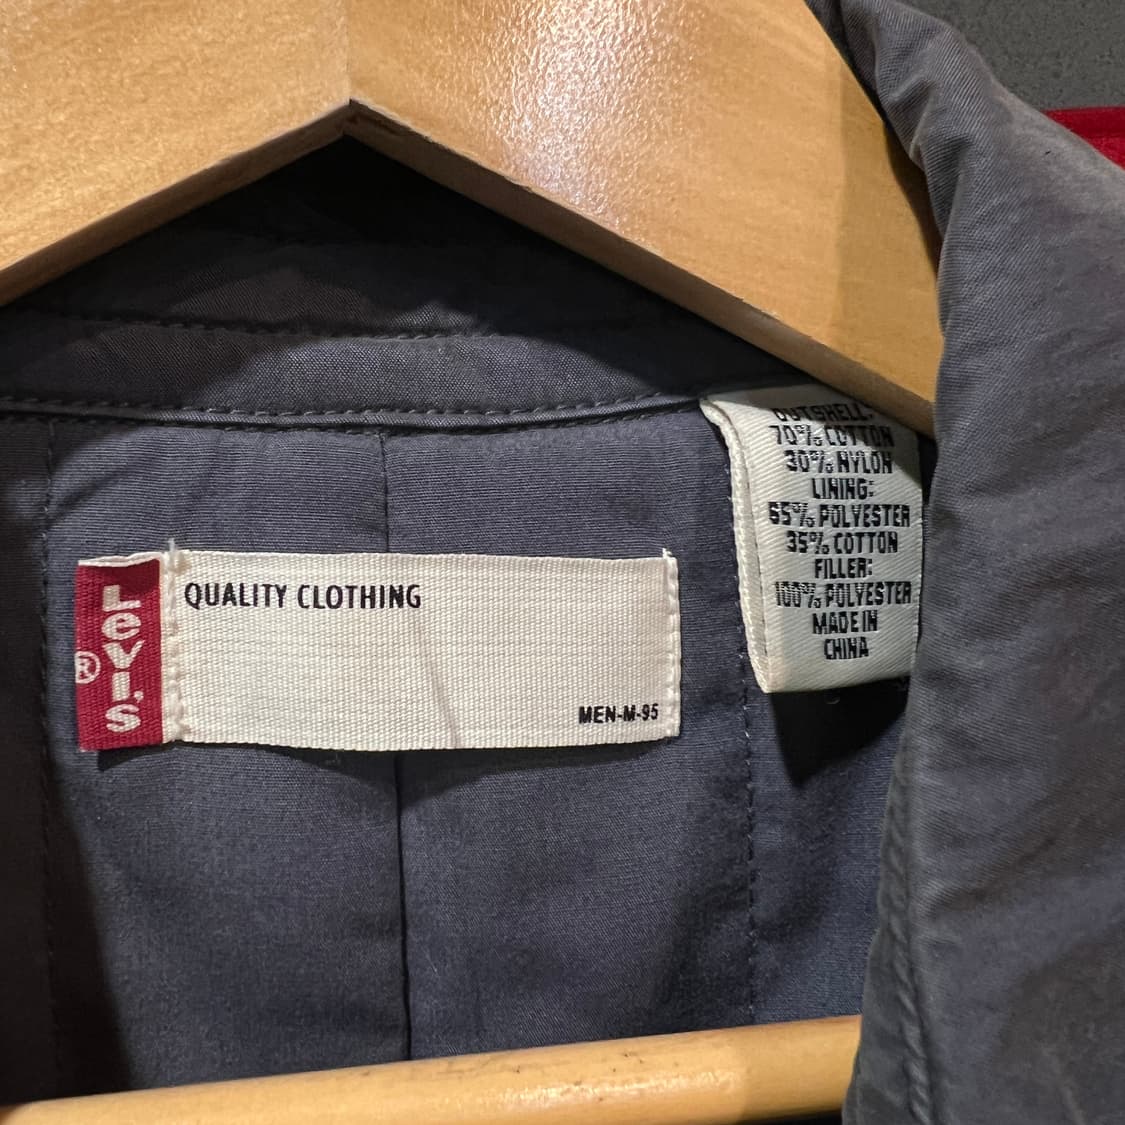 Levi's
®
QUALITY CLOTHING
MEN-M-95
OUTSHELL:
70% COTTON
30% NYLON
LINING:
65% POLYESTER
35% COTTON
FILLER:
100% POLYESTER
MADE IN
CHINA